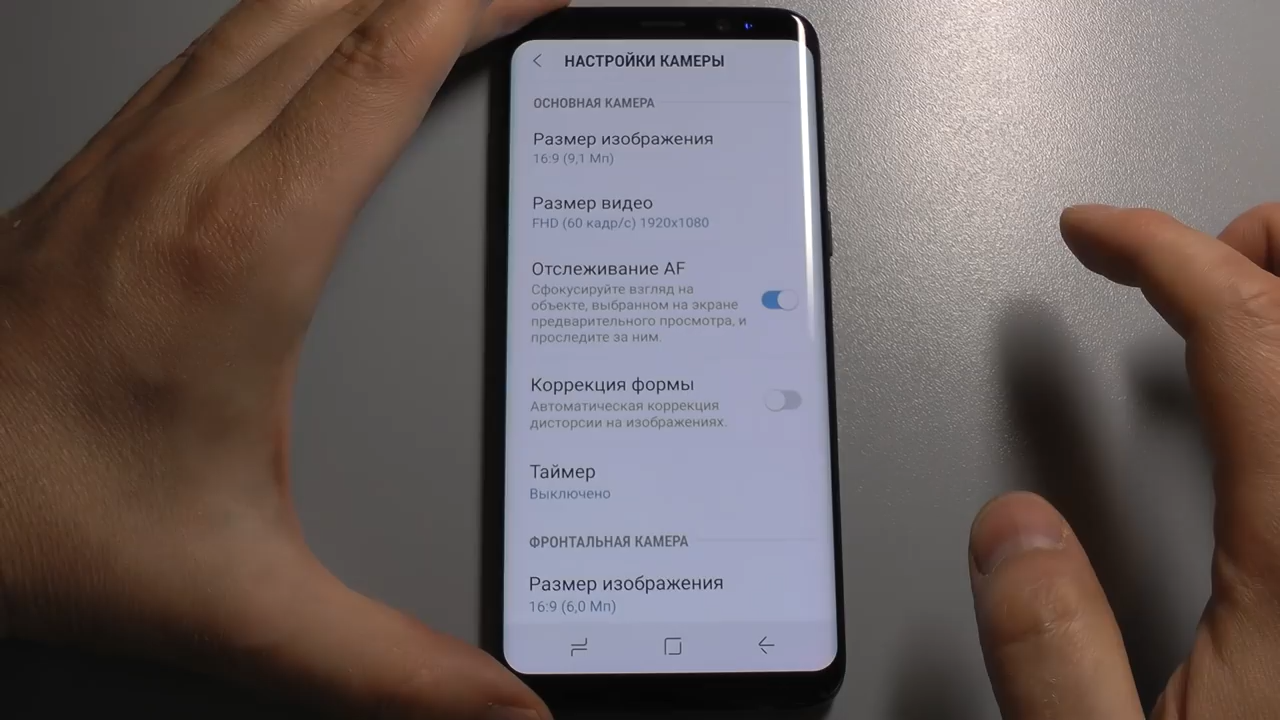 НАСТРОЙКИ КАМЕРЫ
ОСНОВНАЯ КАМЕРА
Размер изображения
16:9 (9,1 Мп)
Размер видео
FHD (60 кадр/с) 1920x1080
Отслеживание AF
Сфокусируйте взгляд на
объекте, выбранном на экране
предварительного просмотра, и
проследите за ним.
Коррекция формы
Автоматическая коррекция
дисторсии на изображениях.
Таймер
Выключено
ФРОНТАЛЬНАЯ КАМЕРА
Размер изображения
16:9 (6,0 Мп)